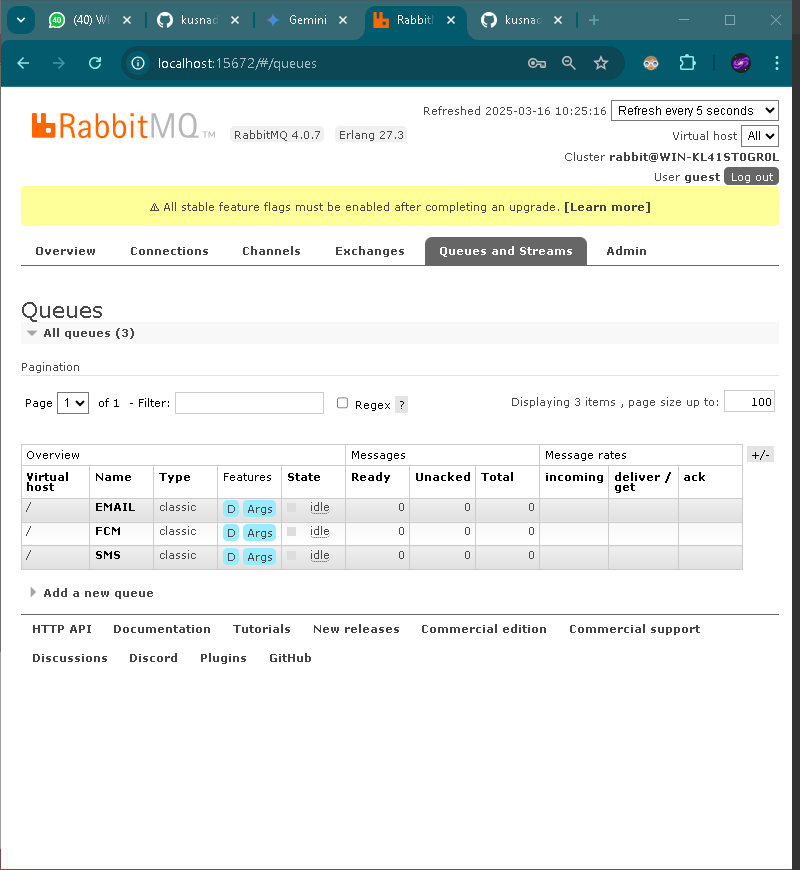 (40) W
kusnad
Gemini
Rabbit
kusnad
localhost:15672/#/queues
RabbitMQ TM
RabbitMQ 4.0.7 Erlang 27.3
Refreshed 2025-03-16 10:25:16 Refresh every 5 seconds
Virtual host All
Cluster rabbit@WIN-KL41ST0GR0L
User guest Log out
⚠ All stable feature flags must be enabled after completing an upgrade. [Learn more]
Overview Connections Channels Exchanges Queues and Streams Admin
Queues
All queues (3)
Pagination
Page 1 of 1 - Filter: Regex ? Displaying 3 items , page size up to: 100
Overview Messages Message rates +/-
Virtual host Name Type Features State Ready Unacked Total incoming deliver / get ack
/ EMAIL classic D Args idle 0 0 0
/ FCM classic D Args idle 0 0 0
/ SMS classic D Args idle 0 0 0
Add a new queue
HTTP API Documentation Tutorials New releases Commercial edition Commercial support
Discussions Discord Plugins GitHub